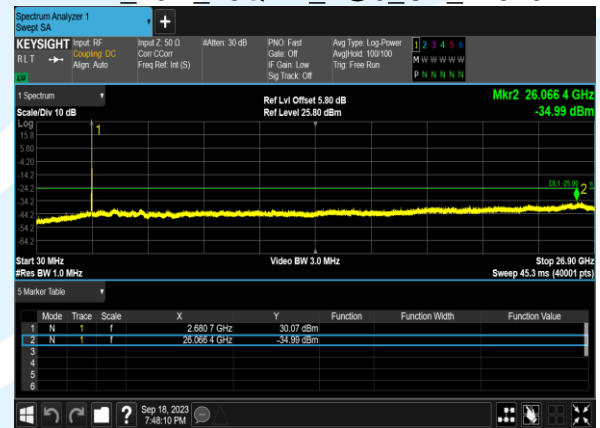 Spectrum Analyzer 1
Swept SA
+
KEYSIGHT Input: RF Input Z: 50 Ω #Atten: 30 dB PNO: Fast Avg Type: Log-Power 1 2 3 4 5 6
RLT Coupling: DC Corr CCorr Gate: Off Avg|Hold: 100/100 M W W W W W
Align: Auto Freq Ref: Int (S) IF Gain: Low Trig: Free Run
Sig Track: Off P N N N N N
1 Spectrum Ref Lvl Offset 5.80 dB Mkr2 26.066 4 GHz
Scale/Div 10 dB Ref Level 25.80 dBm -34.99 dBm
Log
15.8 1
5.80
-4.20
-14.2
-24.2 DL1 -25.00 2
-34.2
-44.2
-54.2
-64.2
Start 30 MHz Video BW 3.0 MHz Stop 26.90 GHz
#Res BW 1.0 MHz Sweep 45.3 ms (40001 pts)
5 Marker Table
Mode Trace Scale X Y Function Function Width Function Value
1 N 1 f 2.680 7 GHz 30.07 dBm
2 N 1 f 26.066 4 GHz -34.99 dBm
3
4
5
6
? Sep 18, 2023
7:48:10 PM